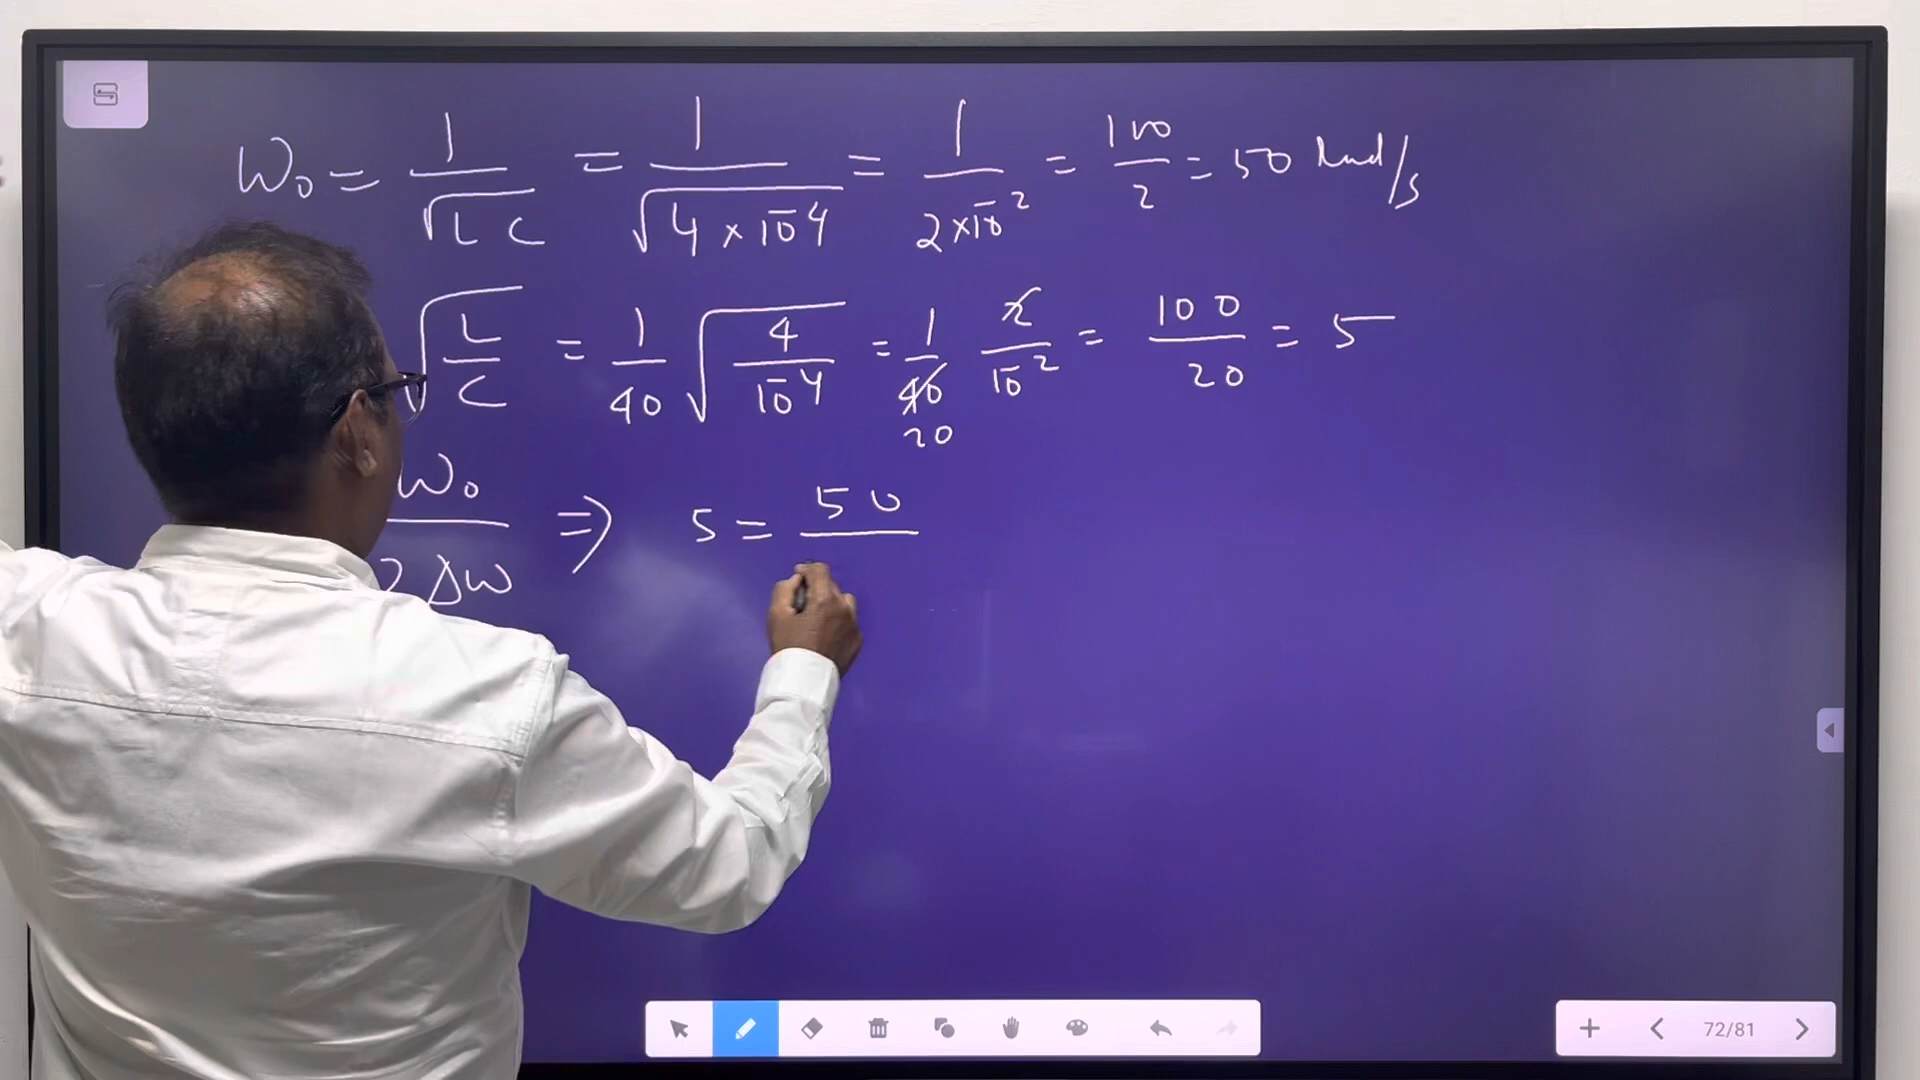 W₀ = 1/√(LC) = 1/√(4×10̄⁴) = 1/(2×10̄²) = 100/2 = 50 Rad/s
√(L/C) = 1/40 √(4/10̄⁴) = 1/40 20 2/10̄² = 100/20 = 5
W₀/2ΔW ⇒ 5 = 50/
72/81